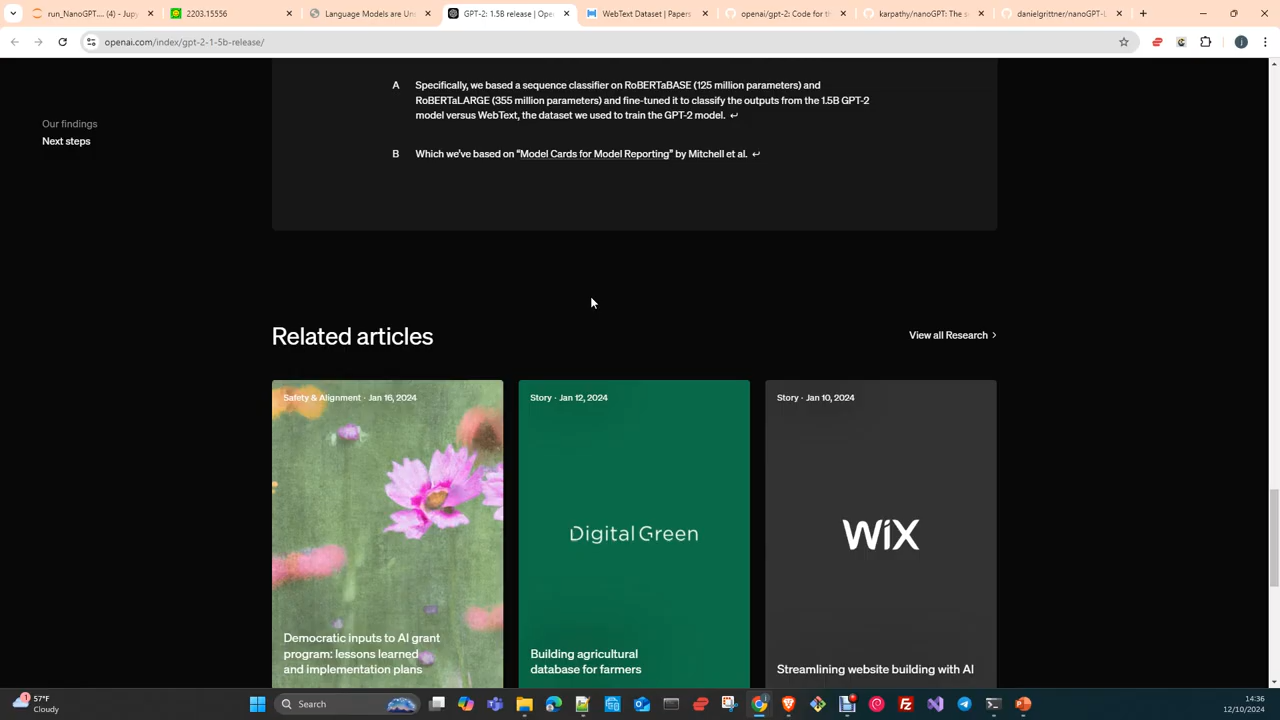 run_NanoGPT.... (4) - Jupy
2203.15556
Language Models are Uns
GPT-2: 1.5B release | Open
WebText Dataset | Papers
openai/gpt-2: Code for th
karpathy/nanoGPT: The s
danielgrittner/nanoGPT-L
openai.com/index/gpt-2-1-5b-release/
Our findings
Next steps
A Specifically, we based a sequence classifier on RoBERTaBASE (125 million parameters) and
RoBERTaLARGE (355 million parameters) and fine-tuned it to classify the outputs from the 1.5B GPT-2
model versus WebText, the dataset we used to train the GPT-2 model. ↩
B Which we’ve based on “Model Cards for Model Reporting” by Mitchell et al. ↩
Related articles
View all Research >
Safety & Alignment · Jan 16, 2024
Democratic inputs to AI grant
program: lessons learned
and implementation plans
Story · Jan 12, 2024
DigitalGreen
Building agricultural
database for farmers
Story · Jan 10, 2024
WiX
Streamlining website building with AI
1
57°F
Cloudy
Search
14:36
12/10/2024